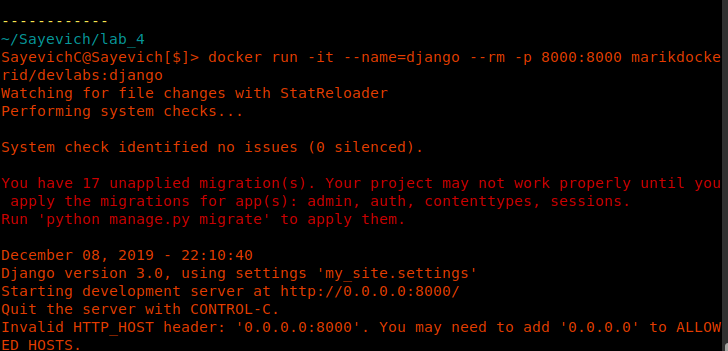 ------------
~/Sayevich/lab_4
SayevichC@Sayevich[$]> docker run -it --name=django --rm -p 8000:8000 marikdocke
rid/devlabs:django
Watching for file changes with StatReloader
Performing system checks...
System check identified no issues (0 silenced).
You have 17 unapplied migration(s). Your project may not work properly until you
 apply the migrations for app(s): admin, auth, contenttypes, sessions.
Run 'python manage.py migrate' to apply them.
December 08, 2019 - 22:10:40
Django version 3.0, using settings 'my_site.settings'
Starting development server at http://0.0.0.0:8000/
Quit the server with CONTROL-C.
Invalid HTTP_HOST header: '0.0.0.0:8000'. You may need to add '0.0.0.0' to ALLOW
ED_HOSTS.